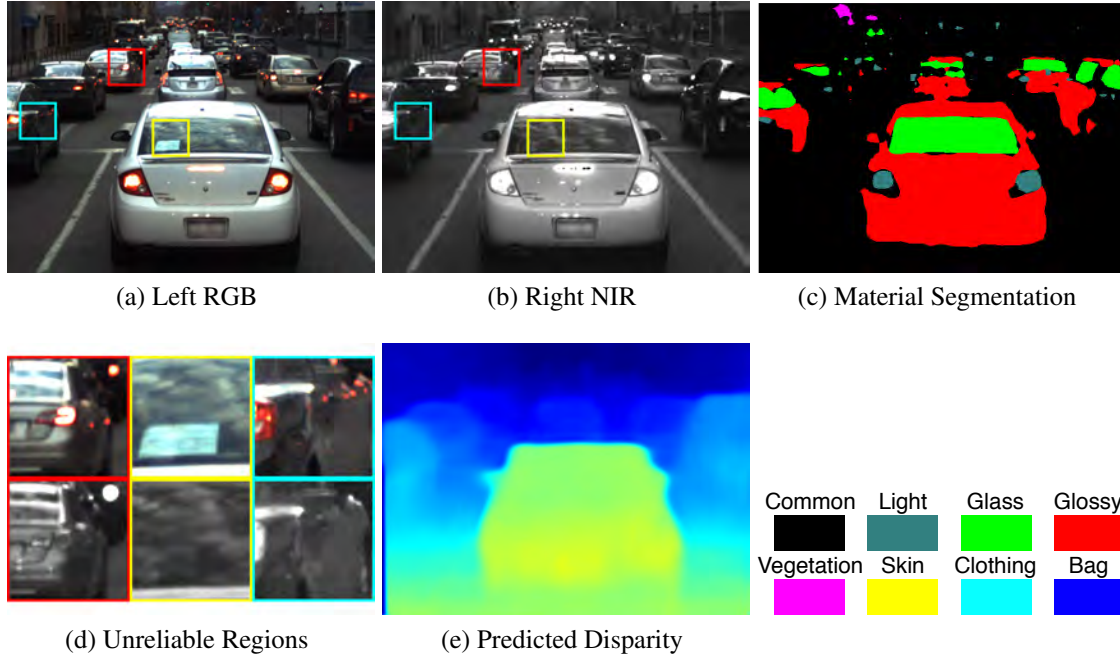 (a) Left RGB
(b) Right NIR
(c) Material Segmentation
(d) Unreliable Regions
(e) Predicted Disparity
Common Light Glass Glossy
Vegetation Skin Clothing Bag